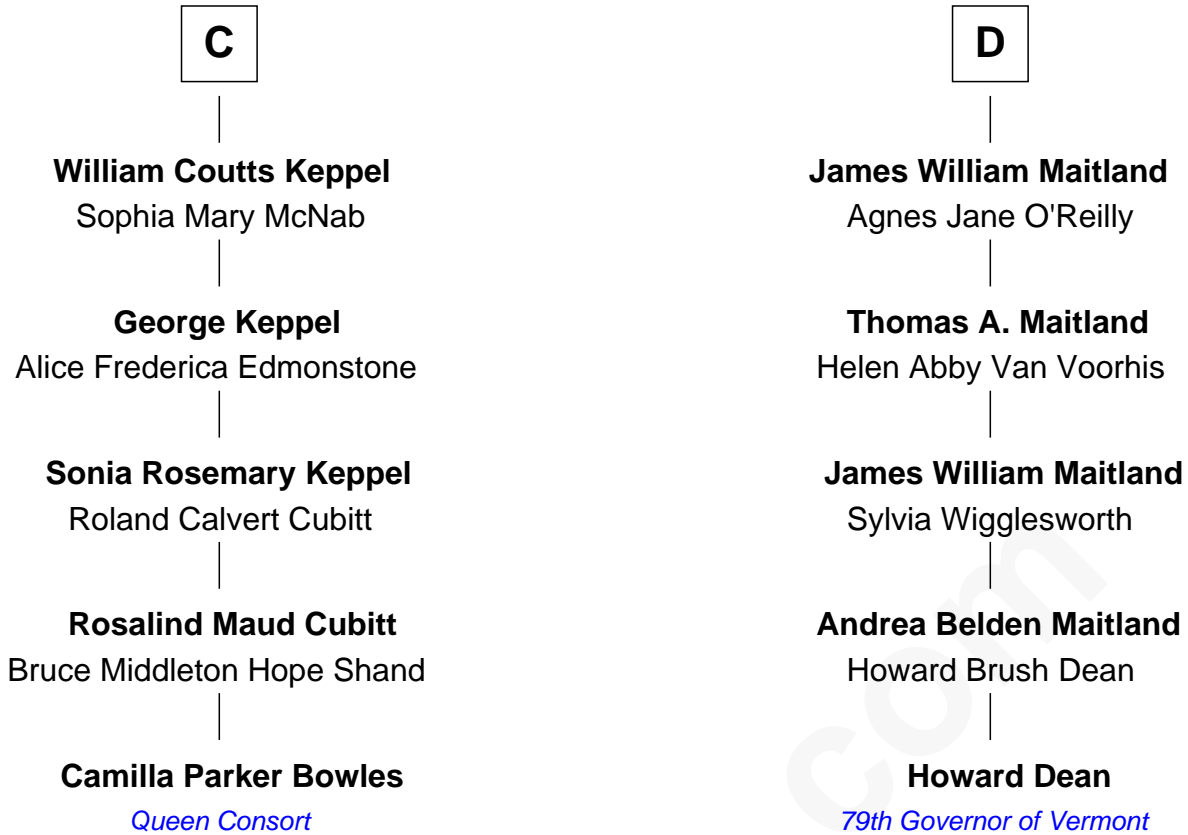 C
William Coutts Keppel
Sophia Mary McNab
George Keppel
Alice Frederica Edmonstone
Sonia Rosemary Keppel
Roland Calvert Cubitt
Rosalind Maud Cubitt
Bruce Middleton Hope Shand
Camilla Parker Bowles
Queen Consort
D
James William Maitland
Agnes Jane O'Reilly
Thomas A. Maitland
Helen Abby Van Voorhis
James William Maitland
Sylvia Wigglesworth
Andrea Belden Maitland
Howard Brush Dean
Howard Dean
79th Governor of Vermont
com